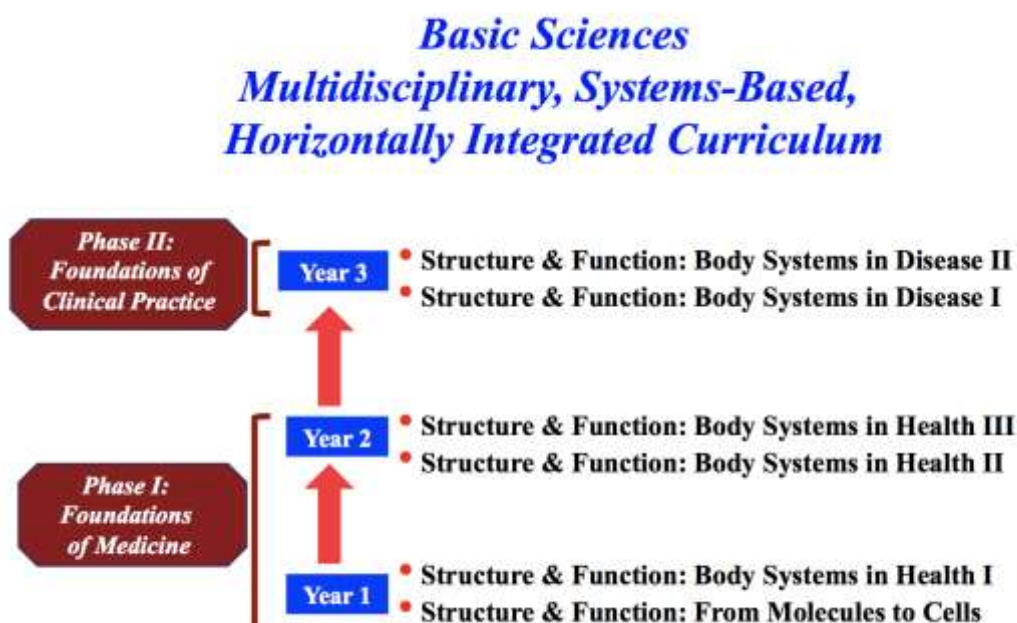 Basic Sciences
Multidisciplinary, Systems-Based,
Horizontally Integrated Curriculum
Phase II:
Foundations of
Clinical Practice
Year 3
• Structure & Function: Body Systems in Disease II
• Structure & Function: Body Systems in Disease I
Phase I:
Foundations
of Medicine
Year 2
• Structure & Function: Body Systems in Health III
• Structure & Function: Body Systems in Health II
Year 1
• Structure & Function: Body Systems in Health I
• Structure & Function: From Molecules to Cells